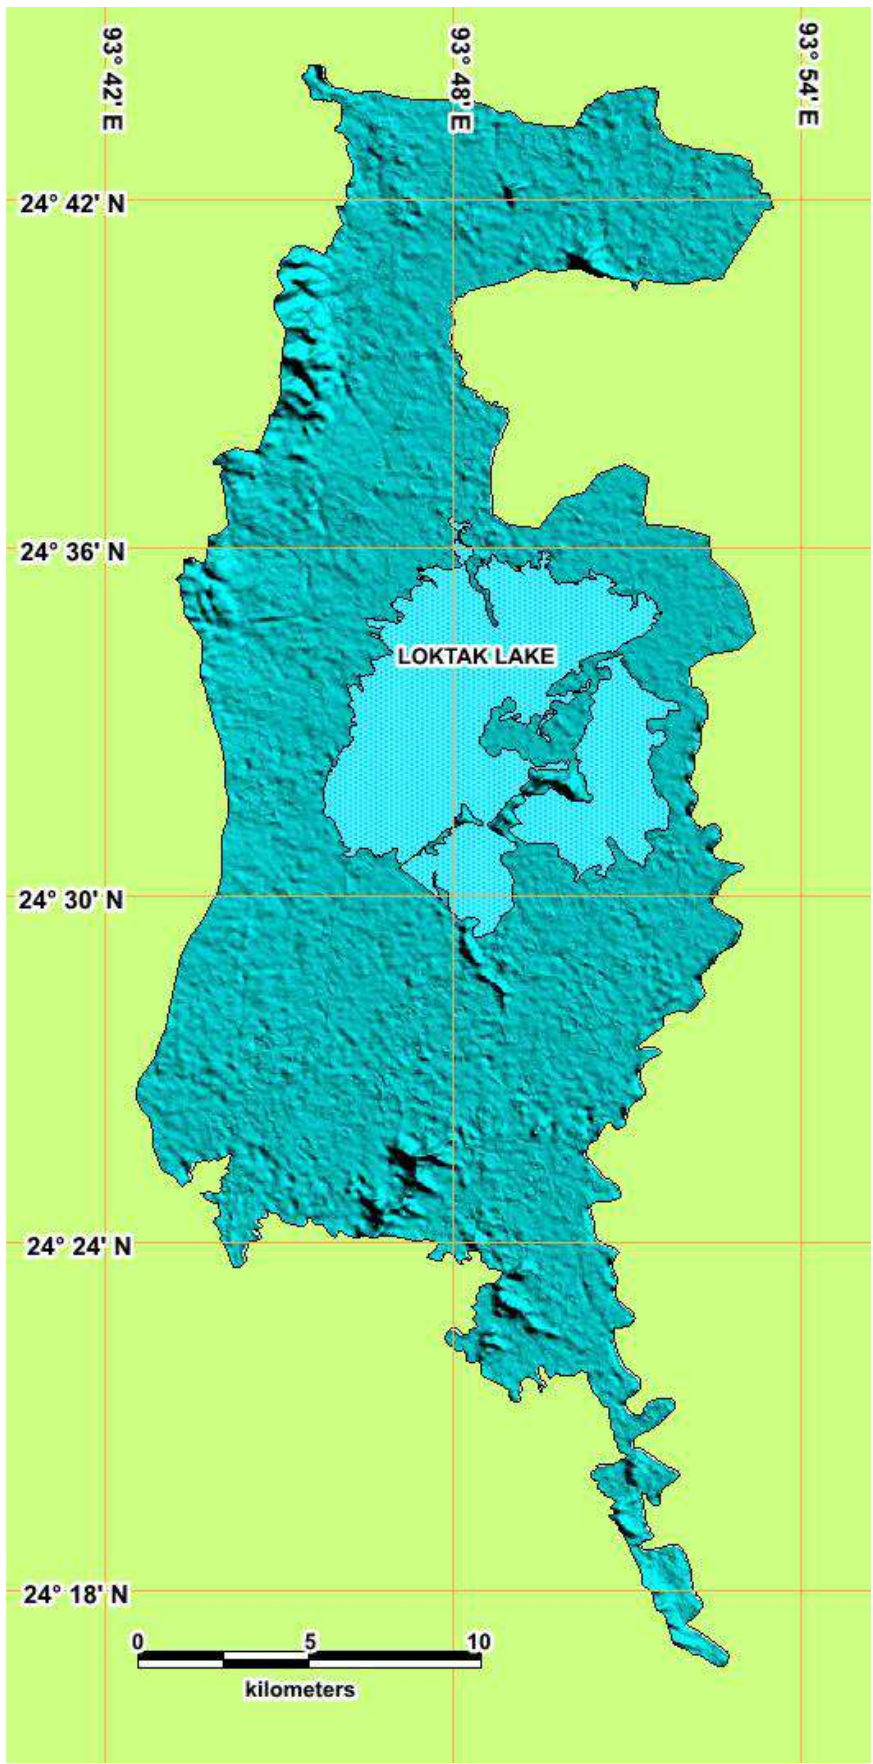 93° 42' E
93° 48' E
93° 54' E
24° 42' N
24° 36' N
LOKTAK LAKE
24° 30' N
24° 24' N
24° 18' N
0 5 10
kilometers